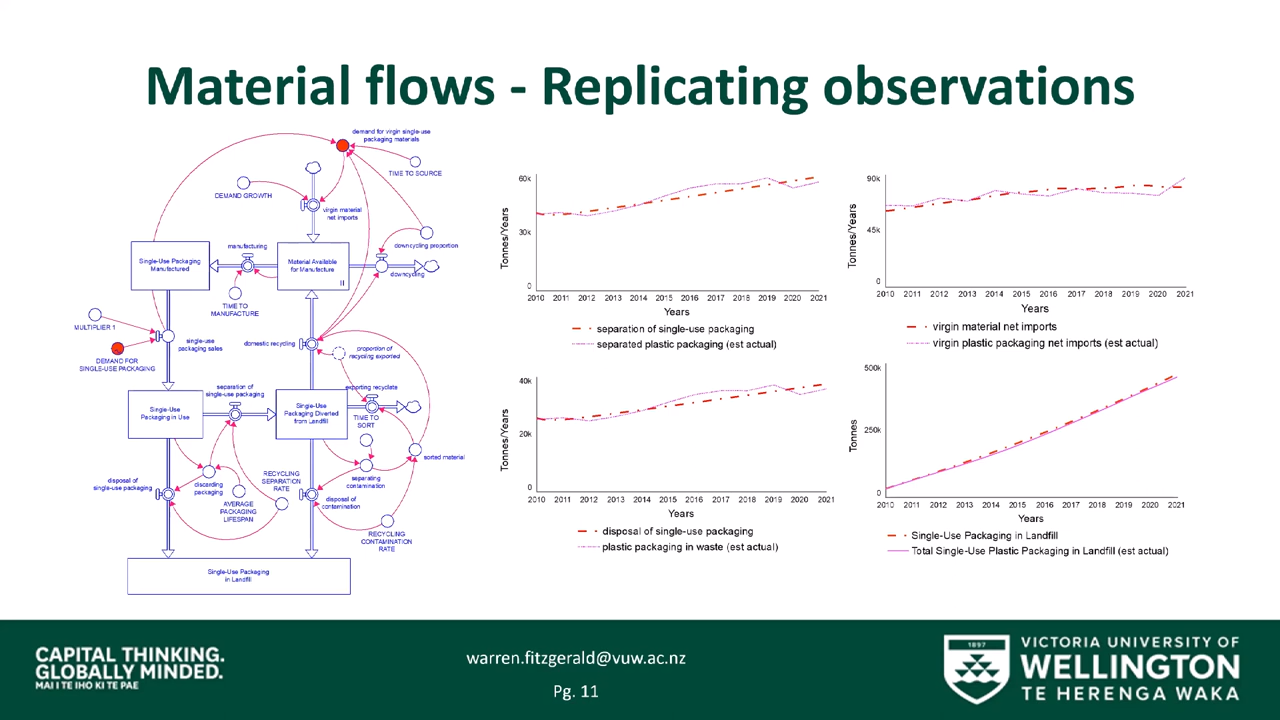 Material flows - Replicating observations
demand for virgin single-use
packaging materials
TIME TO SOURCE
DEMAND GROWTH
virgin material
net imports
downcycling proportion
manufacturing
Single-Use Packaging
Manufactured
Material Available
for Manufacture
downcycling
TIME TO
MANUFACTURE
MULTIPLIER 1
single-use
packaging sales
domestic recycling
proportion of
recycling exported
DEMAND FOR
SINGLE-USE PACKAGING
separation of
single-use packaging
exporting recyclate
Single-Use
Packaging in Use
Single-Use
Packaging Diverted
from Landfill
TIME TO
SORT
sorted material
disposal of
single-use packaging
discarding
packaging
RECYCLING
SEPARATION
RATE
separating
contamination
AVERAGE
PACKAGING
LIFESPAN
disposal of
contamination
RECYCLING
CONTAMINATION
RATE
Single-Use Packaging
in Landfill
60k
30k
0
Tonnes/Years
2010 2011 2012 2013 2014 2015 2016 2017 2018 2019 2020 2021
Years
separation of single-use packaging
separated plastic packaging (est actual)
90k
45k
0
Tonnes/Years
2010 2011 2012 2013 2014 2015 2016 2017 2018 2019 2020 2021
Years
virgin material net imports
virgin plastic packaging net imports (est actual)
40k
20k
0
Tonnes/Years
2010 2011 2012 2013 2014 2015 2016 2017 2018 2019 2020 2021
Years
disposal of single-use packaging
plastic packaging in waste (est actual)
500k
250k
0
Tonnes
2010 2011 2012 2013 2014 2015 2016 2017 2018 2019 2020 2021
Years
Single-Use Packaging in Landfill
Total Single-Use Plastic Packaging in Landfill (est actual)
CAPITAL THINKING.
GLOBALLY MINDED.
MAI I TE IHO KI TE PAE
warren.fitzgerald@vuw.ac.nz
Pg. 11
1897
VICTORIA UNIVERSITY OF
WELLINGTON
TE HERENGA WAKA